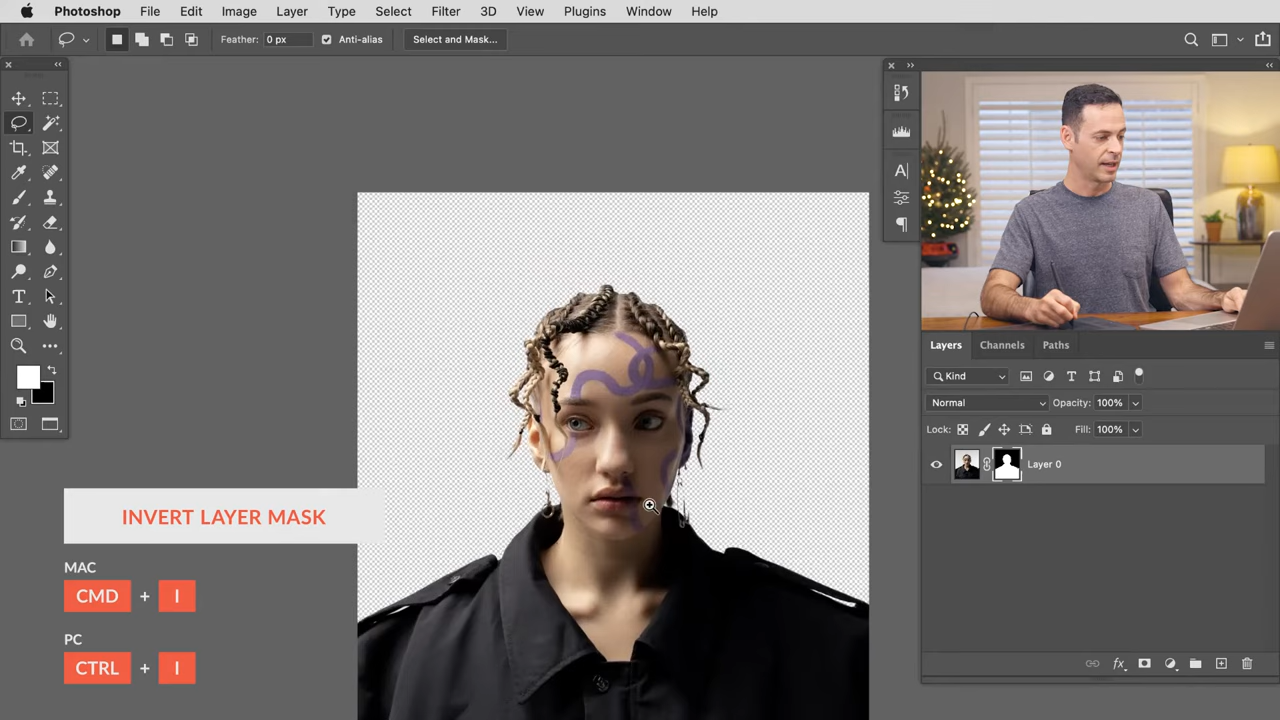 Photoshop File Edit Image Layer Type Select Filter 3D View Plugins Window Help
Feather: 0 px Anti-alias Select and Mask...
Layers Channels Paths
Kind
Normal Opacity: 100%
Lock: Fill: 100%
Layer 0
INVERT LAYER MASK
MAC
CMD + I
PC
CTRL + I